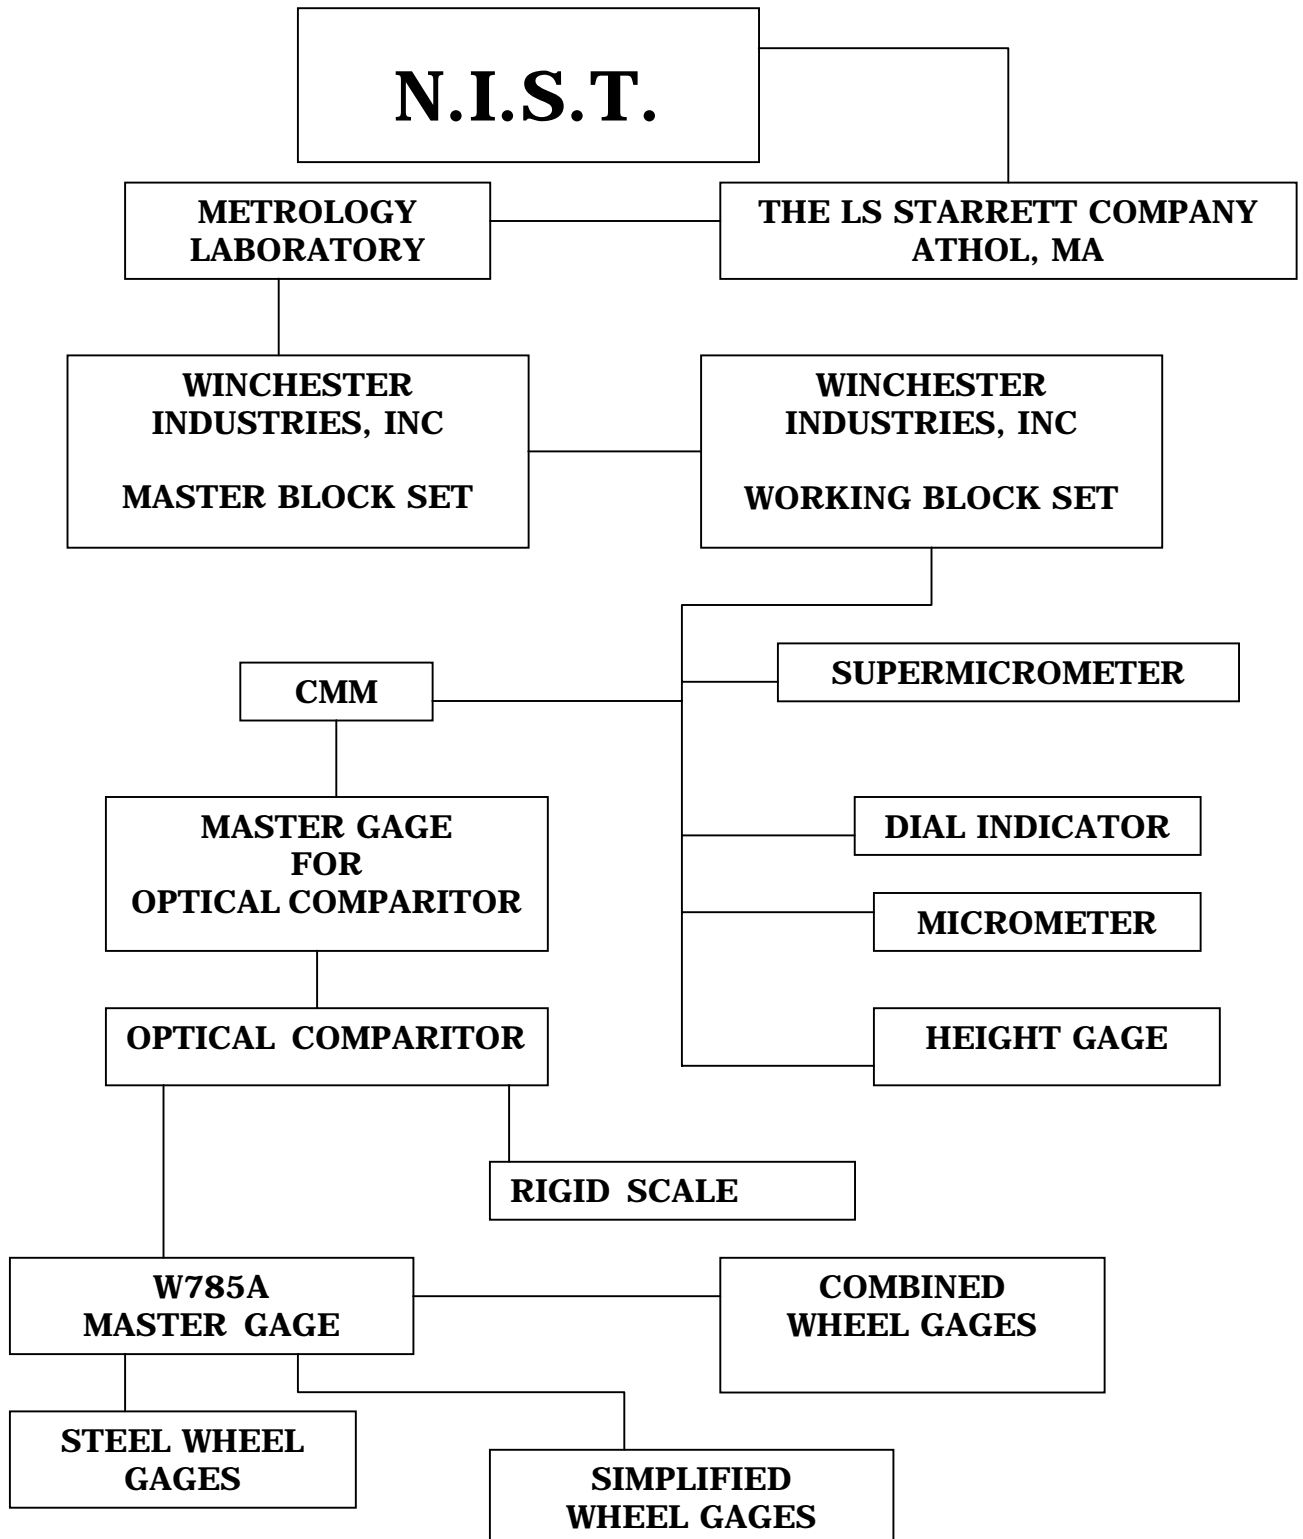 N.I.S.T.
METROLOGY
LABORATORY
THE LS STARRETT COMPANY
ATHOL, MA
WINCHESTER
INDUSTRIES, INC
MASTER BLOCK SET
WINCHESTER
INDUSTRIES, INC
WORKING BLOCK SET
CMM
SUPERMICROMETER
MASTER GAGE
FOR
OPTICAL COMPARITOR
DIAL INDICATOR
MICROMETER
OPTICAL COMPARITOR
HEIGHT GAGE
RIGID SCALE
W785A
MASTER GAGE
COMBINED
WHEEL GAGES
STEEL WHEEL
GAGES
SIMPLIFIED
WHEEL GAGES